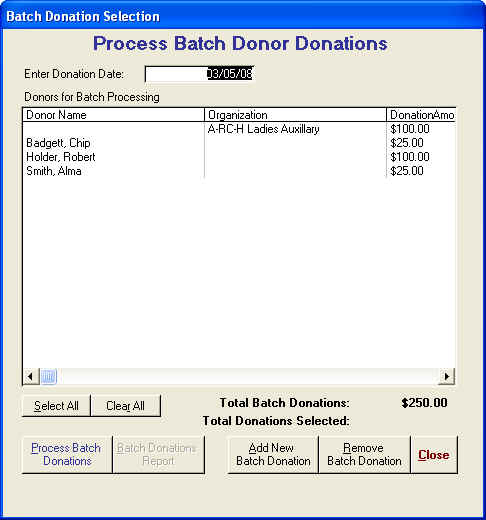 Batch Donation Selection
Process Batch Donor Donations
Enter Donation Date: 03/05/08
Donors for Batch Processing
Donor Name Organization DonationAmo
A-RC-H Ladies Auxillary $100.00
Badgett, Chip $25.00
Holder, Robert $100.00
Smith, Alma $25.00
Select All Clear All Total Batch Donations: $250.00
Total Donations Selected:
Process Batch Donations
Batch Donations Report
Add New Batch Donation
Remove Batch Donation
Close